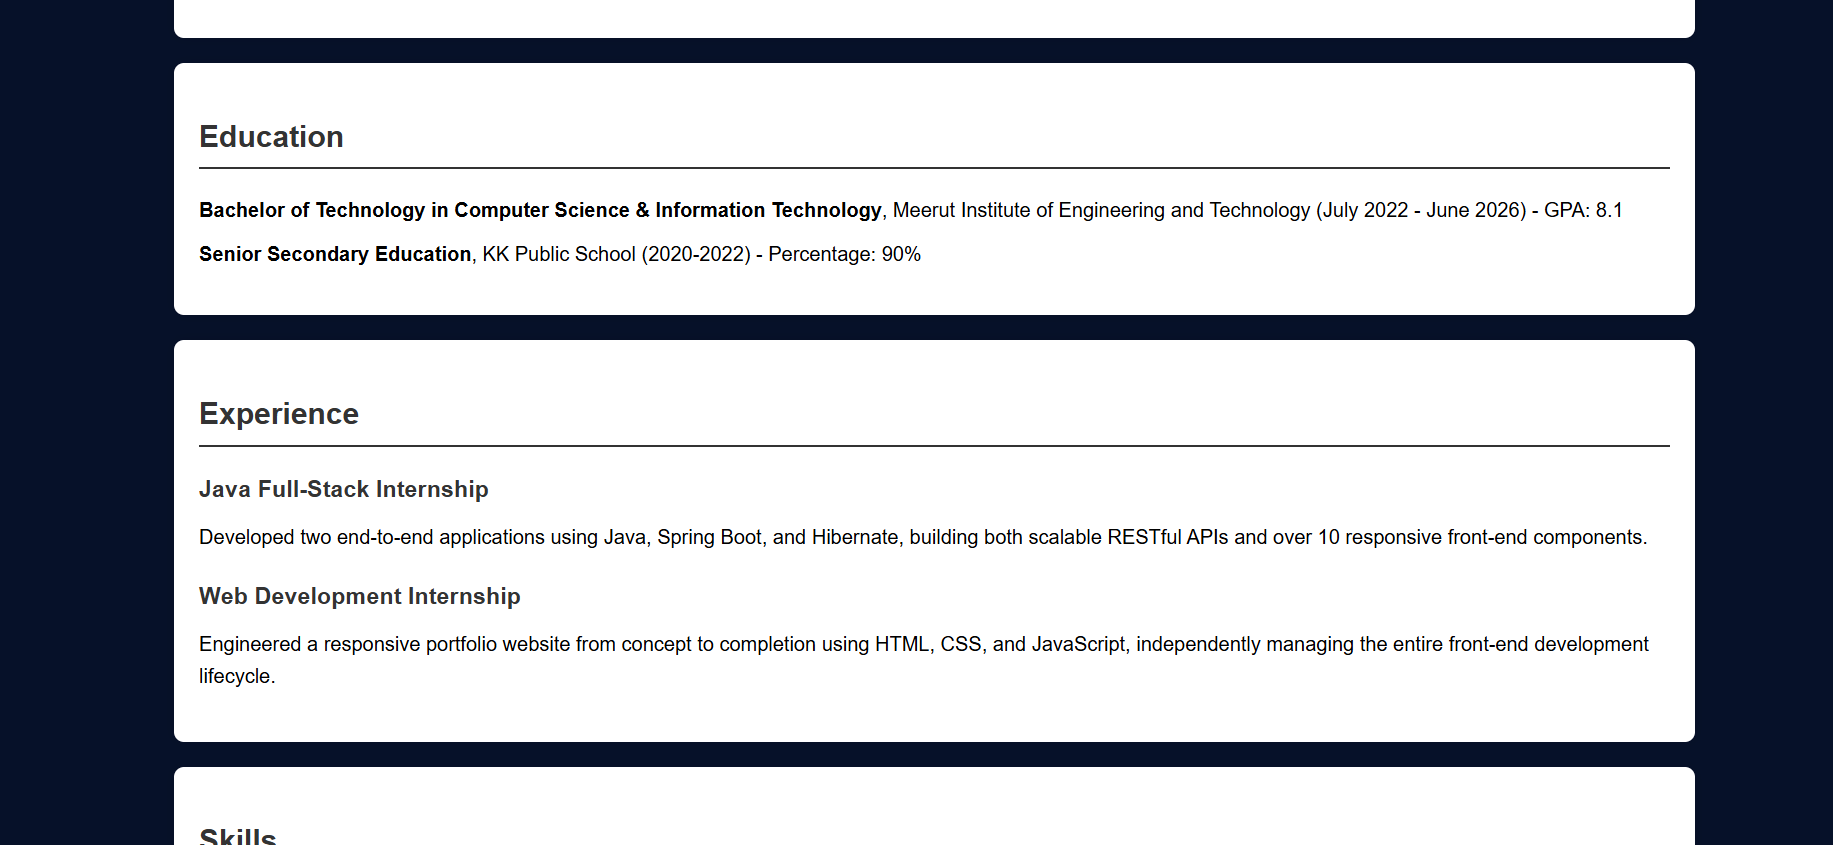 Education
Bachelor of Technology in Computer Science & Information Technology, Meerut Institute of Engineering and Technology (July 2022 - June 2026) - GPA: 8.1
Senior Secondary Education, KK Public School (2020-2022) - Percentage: 90%
Experience
Java Full-Stack Internship
Developed two end-to-end applications using Java, Spring Boot, and Hibernate, building both scalable RESTful APIs and over 10 responsive front-end components.
Web Development Internship
Engineered a responsive portfolio website from concept to completion using HTML, CSS, and JavaScript, independently managing the entire front-end development
lifecycle.
Skills